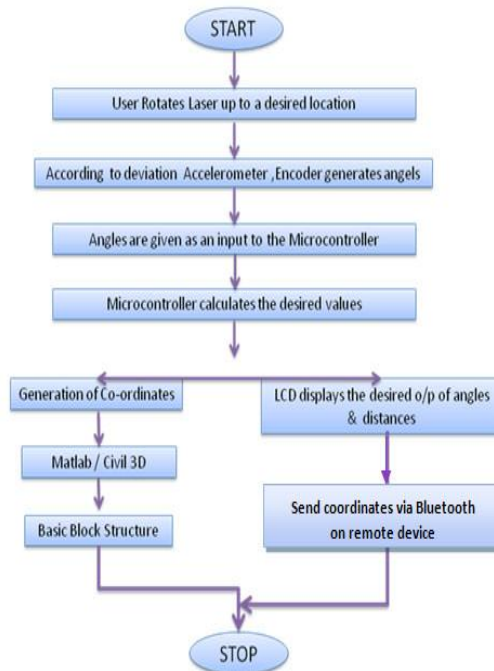 START
User Rotates Laser up to a desired location
According to deviation Accelerometer ,Encoder generates angels
Angles are given as an input to the Microcontroller
Microcontroller calculates the desired values
Generation of Co-ordinates
Matlab / Civil 3D
Basic Block Structure
LCD displays the desired o/p of angles
& distances
Send coordinates via Bluetooth
on remote device
STOP